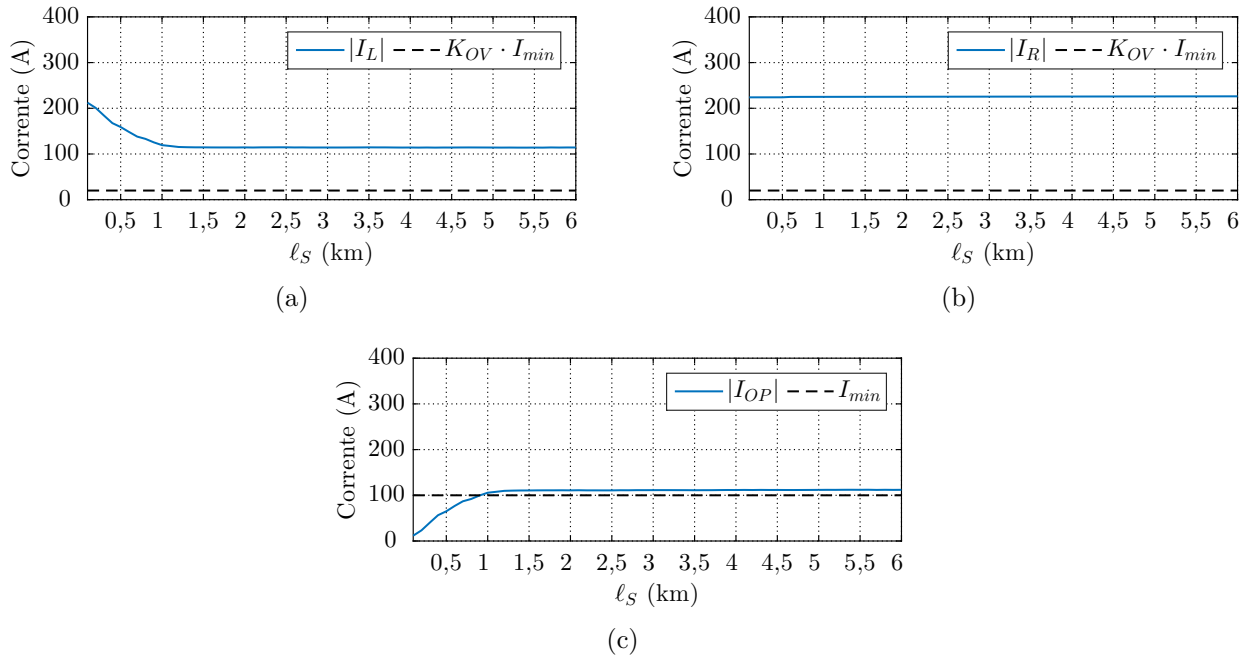 400
300
200
100
0
Corrente (A)
|I_L| K_OV · I_min
0,5 1 1,5 2 2,5 3 3,5 4 4,5 5 5,5 6
ℓ_S (km)
(a)
400
300
200
100
0
Corrente (A)
|I_R| K_OV · I_min
0,5 1 1,5 2 2,5 3 3,5 4 4,5 5 5,5 6
ℓ_S (km)
(b)
400
300
200
100
0
Corrente (A)
|I_OP| I_min
0,5 1 1,5 2 2,5 3 3,5 4 4,5 5 5,5 6
ℓ_S (km)
(c)